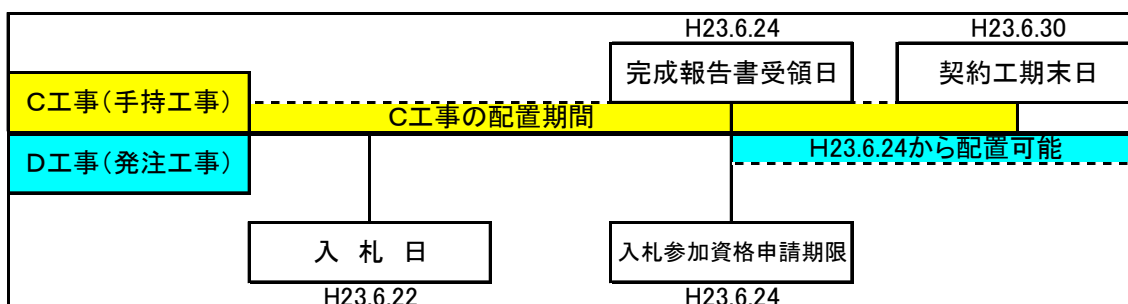 H23.6.24
H23.6.30
完成報告書受領日
契約工期末日
C工事(手持工事)
C工事の配置期間
D工事(発注工事)
H23.6.24から配置可能
入 札 日
入札参加資格申請期限
H23.6.22
H23.6.24